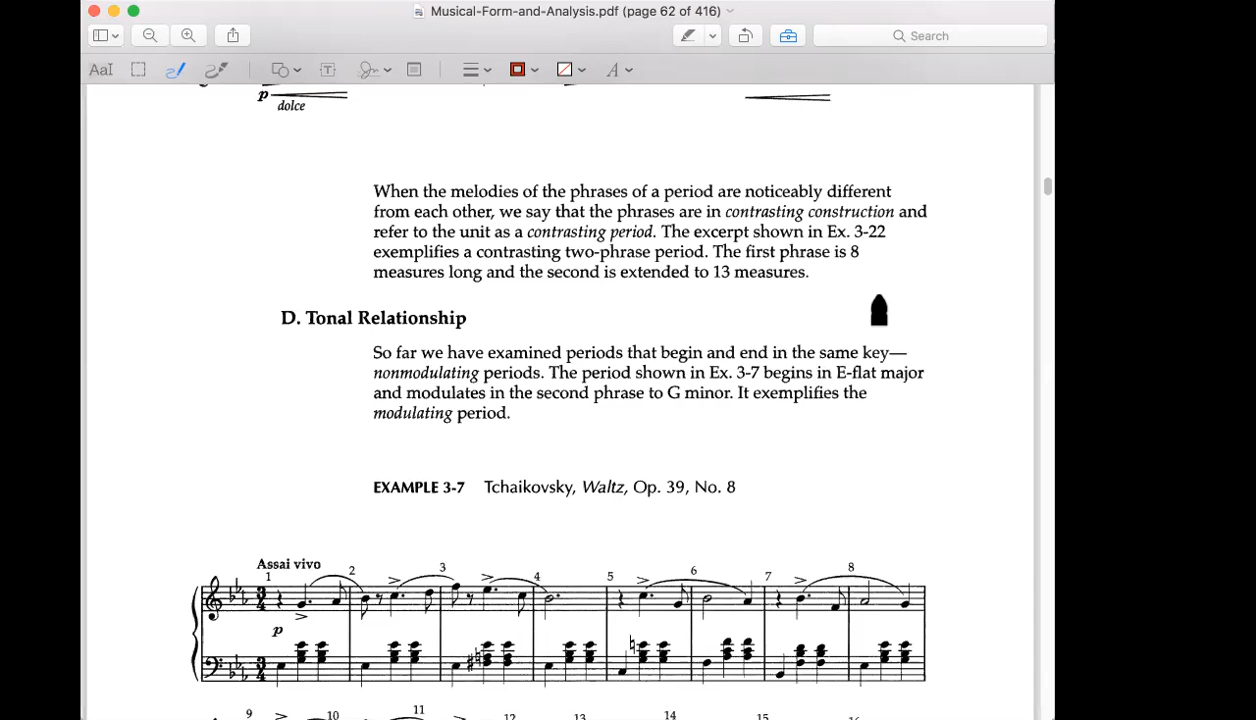 Musical-Form-and-Analysis.pdf (page 62 of 416)
Search
AaI
T
A
p
dolce
When the melodies of the phrases of a period are noticeably different
from each other, we say that the phrases are in contrasting construction and
refer to the unit as a contrasting period. The excerpt shown in Ex. 3-22
exemplifies a contrasting two-phrase period. The first phrase is 8
measures long and the second is extended to 13 measures.
D. Tonal Relationship
So far we have examined periods that begin and end in the same key—
nonmodulating periods. The period shown in Ex. 3-7 begins in E-flat major
and modulates in the second phrase to G minor. It exemplifies the
modulating period.
EXAMPLE 3-7 Tchaikovsky, Waltz, Op. 39, No. 8
Assai vivo
1 2 3 4 5 6 7 8
3
4
p
3
4
9 10 11 12 13 14 15 16